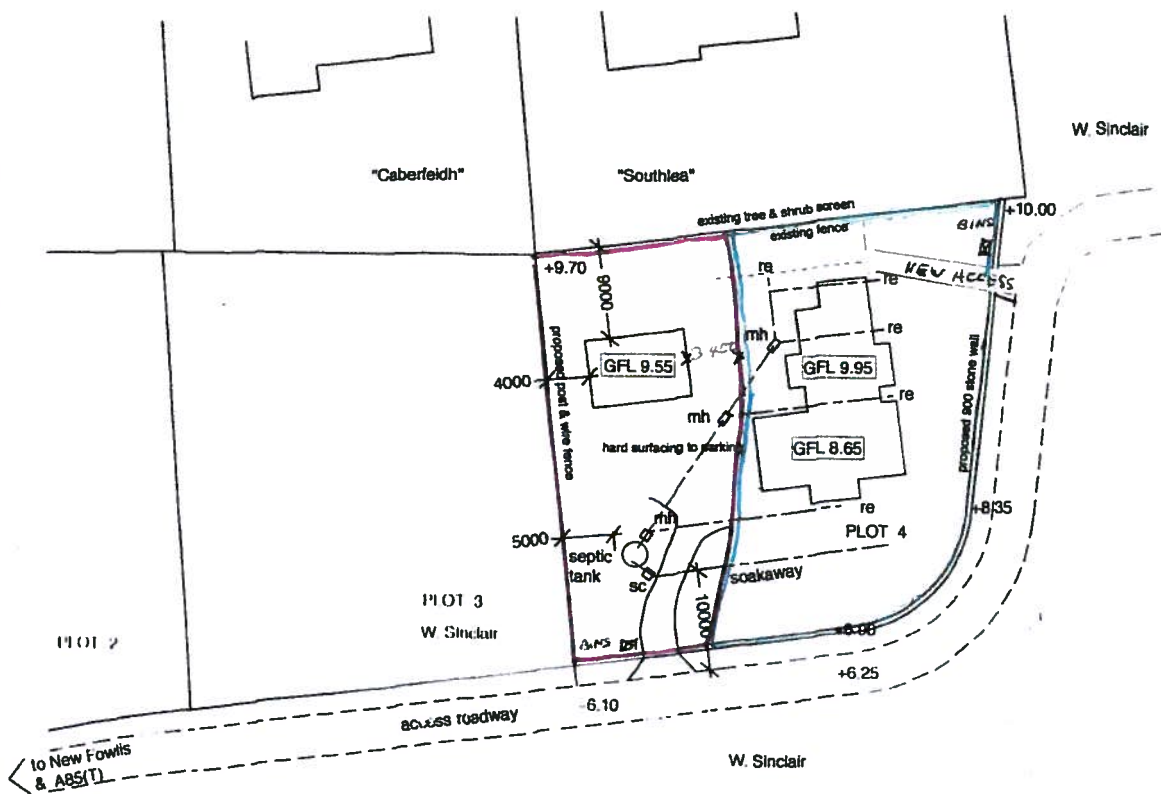 W. Sinclair
"Caberfeidh"
"Southlea"
existing tree & shrub screen
existing fence
+10.00
BINS
NEW ACCESS
+9.70
9000
re
re
mh
re
GFL 9.55
3450
GFL 9.95
4000
proposed post & wire fence
re
mh
hard surfacing to parking
GFL 8.65
proposed 900 stone wall
+8.35
re
mh
PLOT 4
5000
septic
tank
sc
soakaway
10000
PLOT 3
W. Sinclair
PLOT 2
BINS
+6.25
6.10
access roadway
to New Fowlis
& A85(T)
W. Sinclair